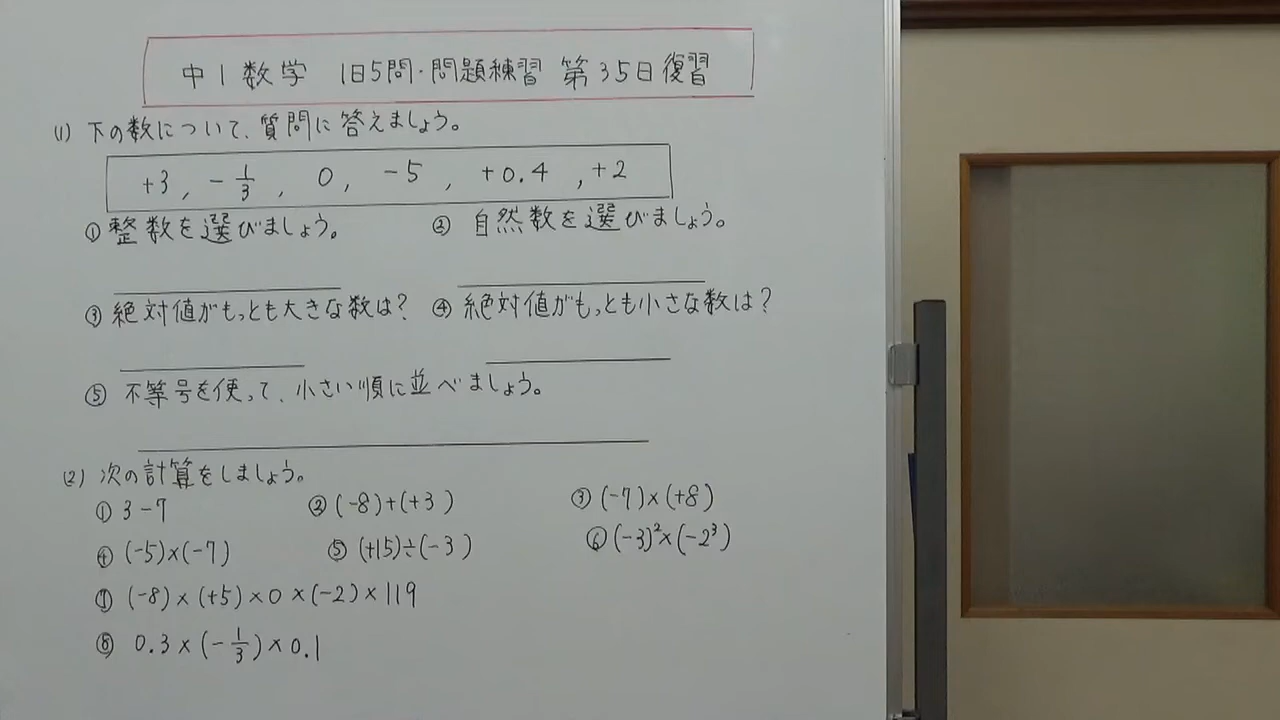 中1数学 1日5問・問題練習 第35日復習
(1) 下の数について、質問に答えましょう。
+3, -1/3, 0, -5, +0.4, +2
① 整数を選びましょう。 ② 自然数を選びましょう。
③ 絶対値がもっとも大きな数は? ④ 絶対値がもっとも小さな数は?
⑤ 不等号を使って、小さい順に並べましょう。
(2) 次の計算をしましょう。
① 3-7 ② (-8)+(+3) ③ (-7)×(+8)
④ (-5)×(-7) ⑤ (+15)÷(-3) ⑥ (-3)²×(-2³)
⑦ (-8)×(+5)×0×(-2)×119
⑧ 0.3×(-1/3)×0.1